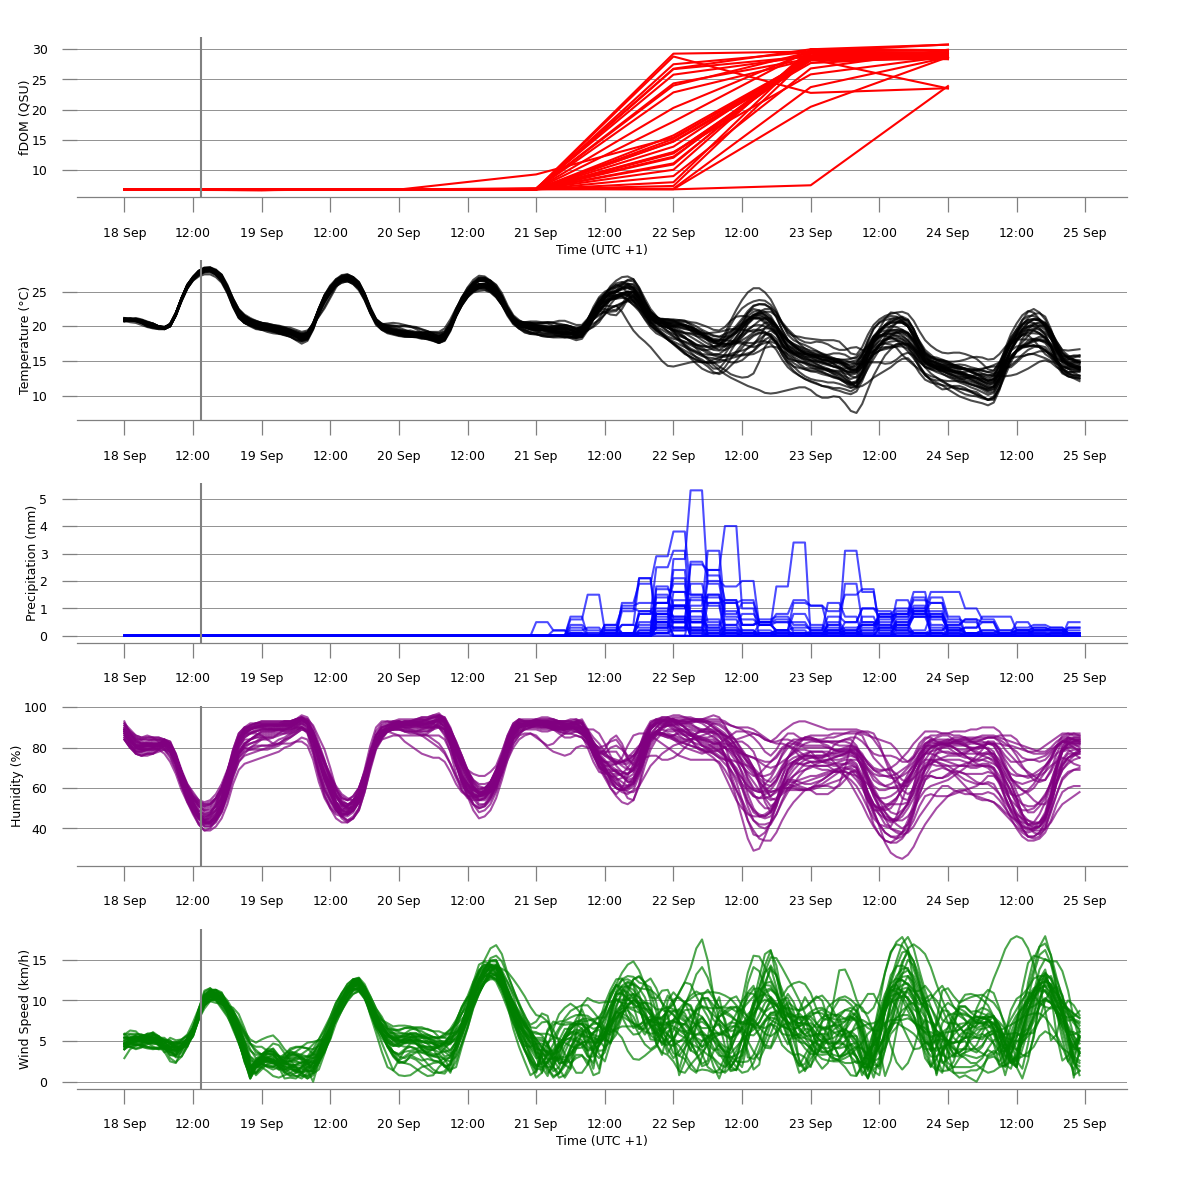 30
25
20
15
10
fDOM (QSU)
18 Sep 12:00 19 Sep 12:00 20 Sep 12:00 21 Sep 12:00 22 Sep 12:00 23 Sep 12:00 24 Sep 12:00 25 Sep
Time (UTC +1)
25
20
15
10
Temperature (°C)
18 Sep 12:00 19 Sep 12:00 20 Sep 12:00 21 Sep 12:00 22 Sep 12:00 23 Sep 12:00 24 Sep 12:00 25 Sep
5
4
3
2
1
0
Precipitation (mm)
18 Sep 12:00 19 Sep 12:00 20 Sep 12:00 21 Sep 12:00 22 Sep 12:00 23 Sep 12:00 24 Sep 12:00 25 Sep
100
80
60
40
Humidity (%)
18 Sep 12:00 19 Sep 12:00 20 Sep 12:00 21 Sep 12:00 22 Sep 12:00 23 Sep 12:00 24 Sep 12:00 25 Sep
15
10
5
0
Wind Speed (km/h)
18 Sep 12:00 19 Sep 12:00 20 Sep 12:00 21 Sep 12:00 22 Sep 12:00 23 Sep 12:00 24 Sep 12:00 25 Sep
Time (UTC +1)